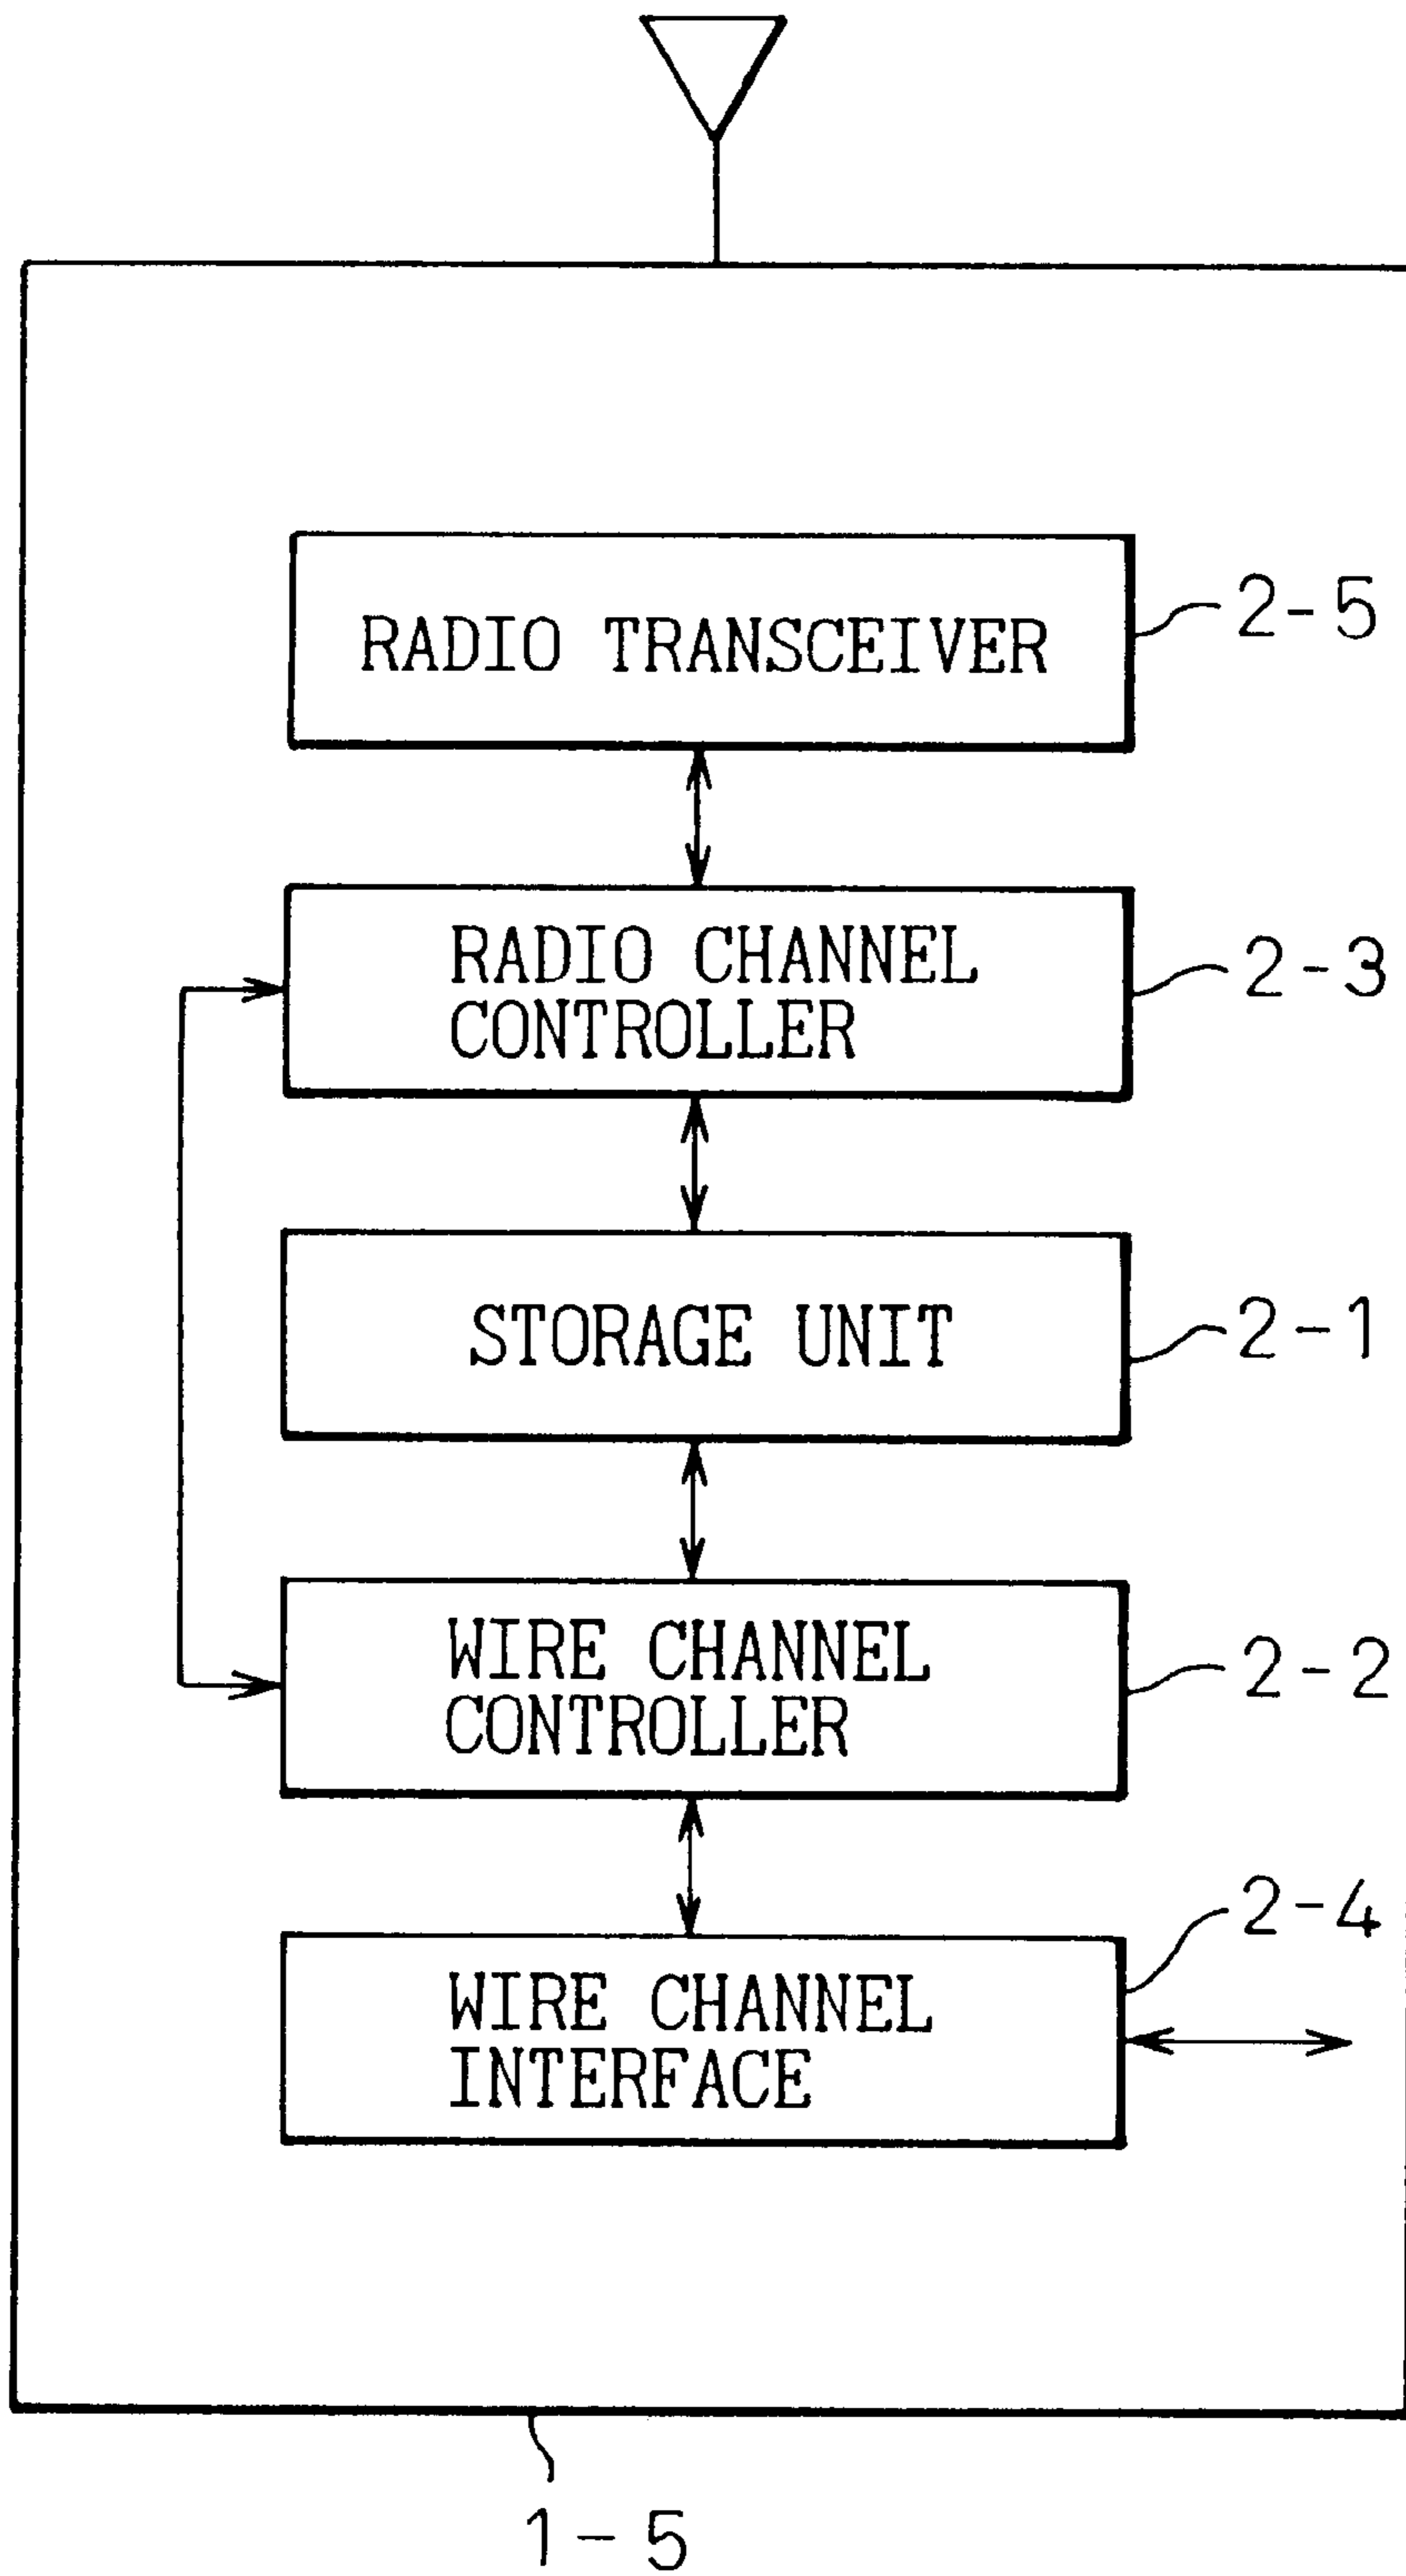 RADIO TRANSCEIVER
2-5
RADIO CHANNEL
CONTROLLER
2-3
STORAGE UNIT
2-1
WIRE CHANNEL
CONTROLLER
2-2
WIRE CHANNEL
INTERFACE
2-4
1-5